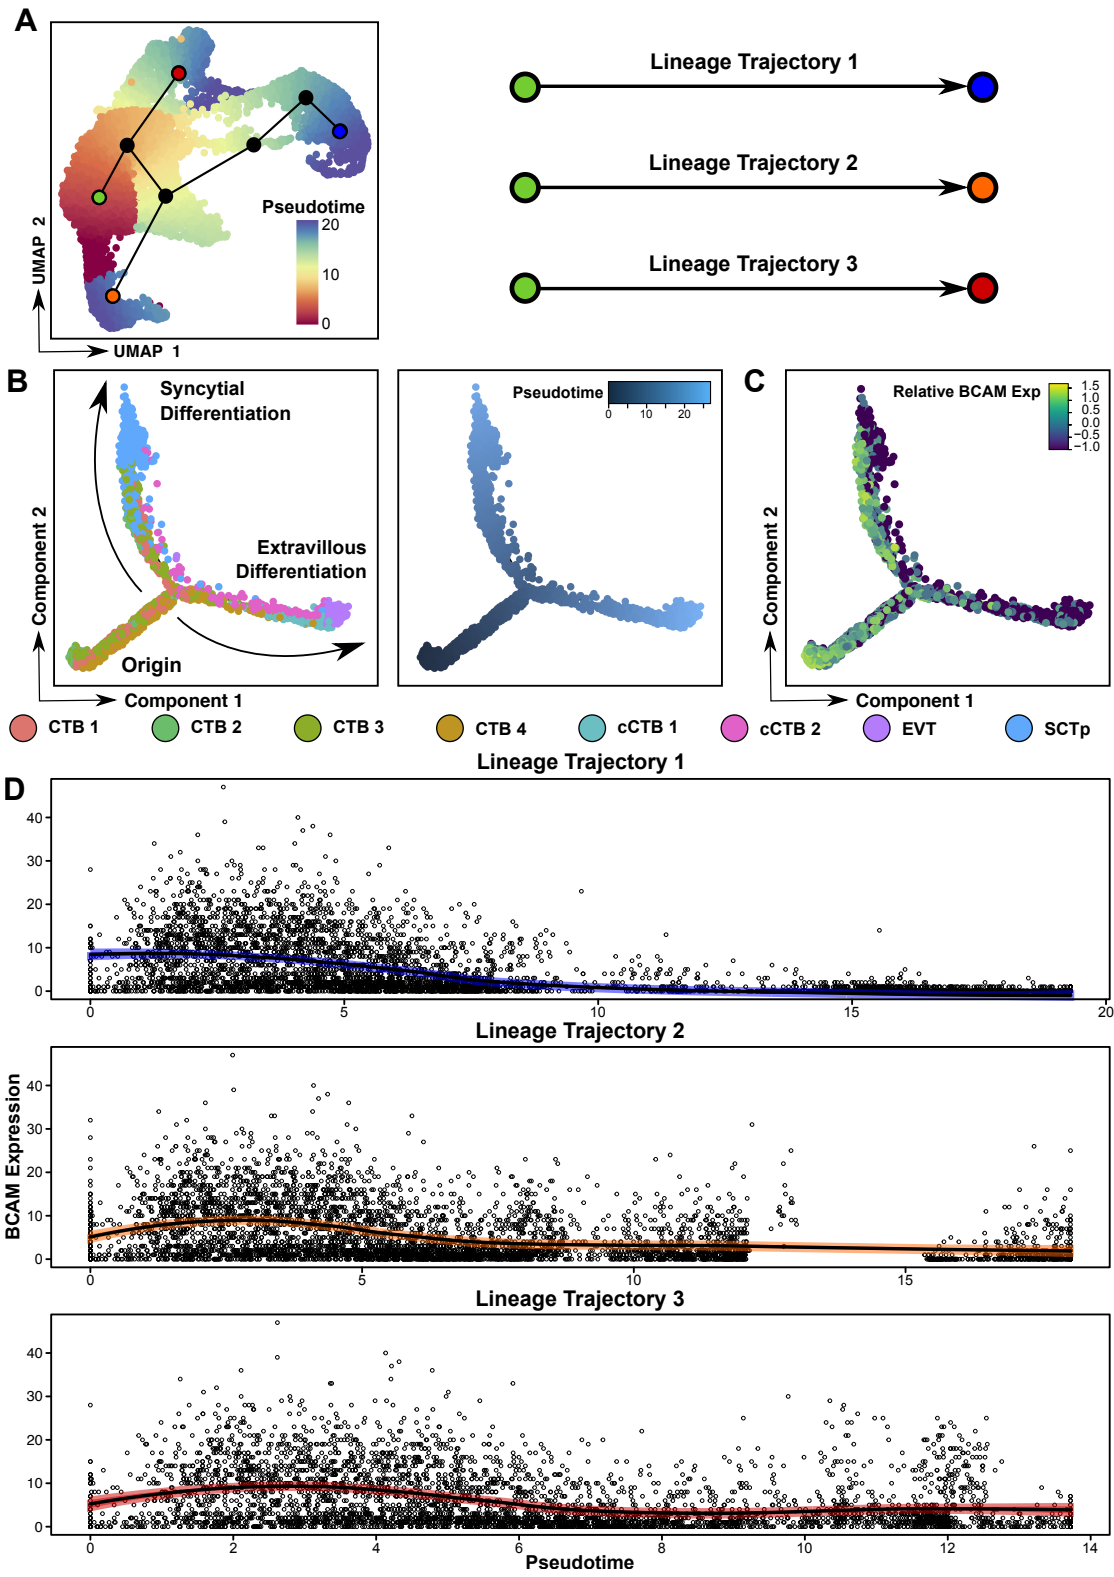 A
Pseudotime
20
10
0
UMAP 2
UMAP 1
Lineage Trajectory 1
Lineage Trajectory 2
Lineage Trajectory 3
B
Syncytial
Differentiation
Extravillous
Differentiation
Origin
Component 2
Component 1
Pseudotime
0 10 20
C
Relative BCAM Exp
1.5
1.0
0.5
−0.5
−1.0
Component 2
Component 1
CTB 1
CTB 2
CTB 3
CTB 4
cCTB 1
cCTB 2
EVT
SCTp
D
Lineage Trajectory 1
40
30
20
10
0
0 5 10 15 20
Lineage Trajectory 2
BCAM Expression
40
30
20
10
0
0 5 10 15
Lineage Trajectory 3
40
30
20
10
0
0 2 4 6 8 10 12 14
Pseudotime